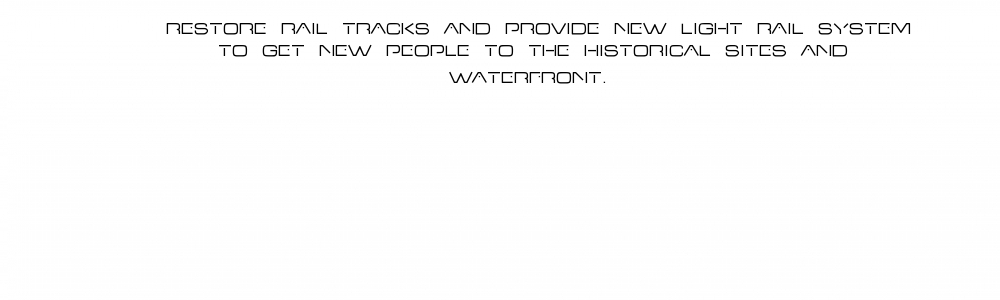 RESTORE RAIL TRACKS AND PROVIDE NEW LIGHT RAIL SYSTEM
TO GET NEW PEOPLE TO THE HISTORICAL SITES AND
WATERFRONT.